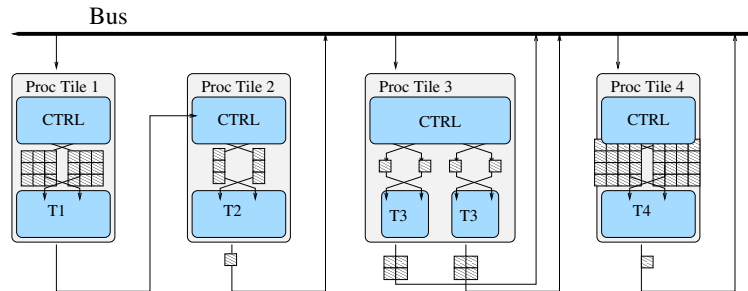 Bus
Proc Tile 1
Proc Tile 2
Proc Tile 3
Proc Tile 4
CTRL
CTRL
CTRL
CTRL
T1
T2
T3
T3
T4